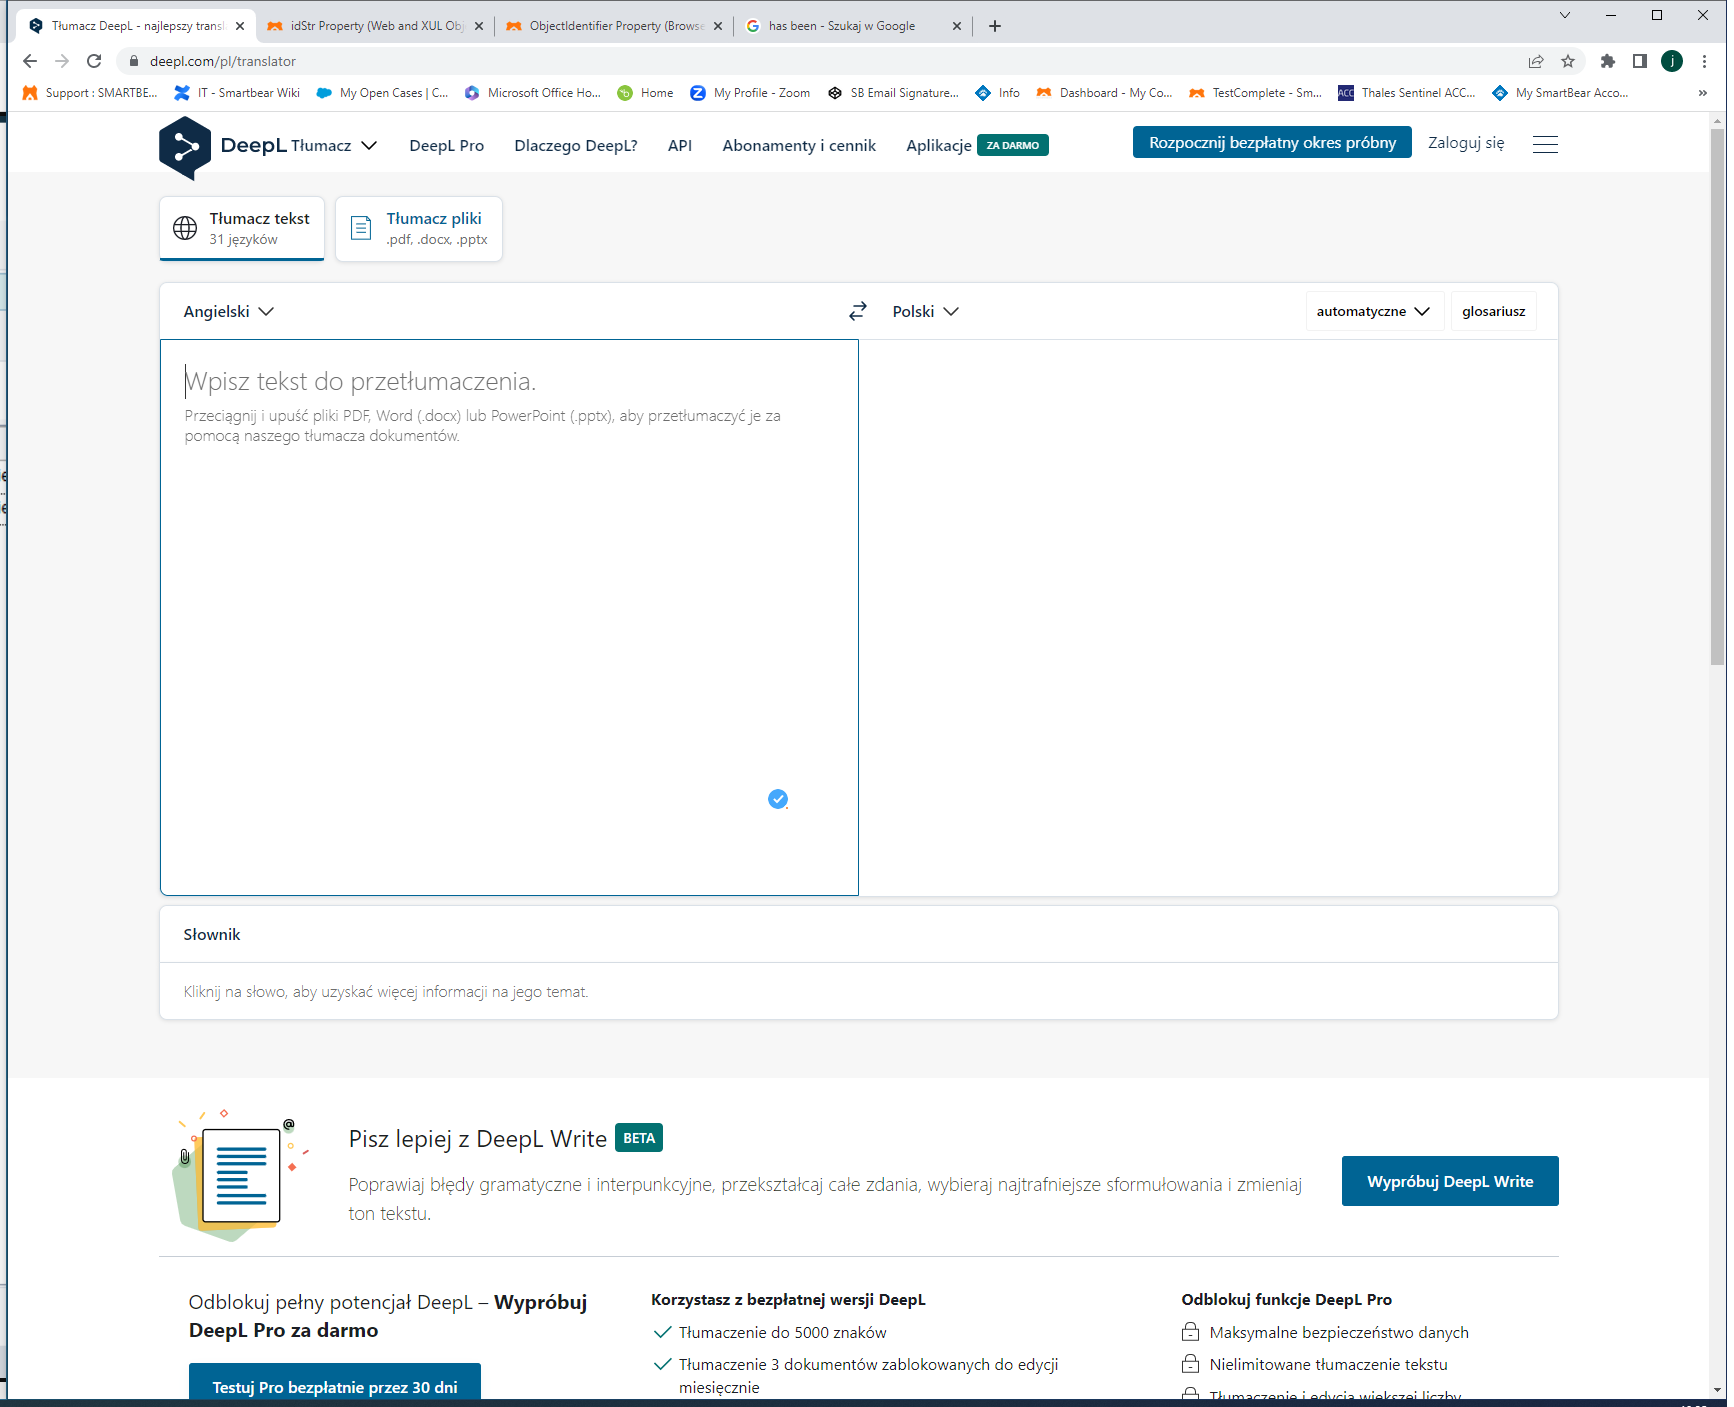 Tłumacz DeepL - najlepszy transl
idStr Property (Web and XUL Obj
ObjectIdentifier Property (Browse
has been - Szukaj w Google
deepl.com/pl/translator
j
Support : SMARTBE...
IT - Smartbear Wiki
My Open Cases | C...
Microsoft Office Ho...
Home
My Profile - Zoom
SB Email Signature...
Info
Dashboard - My Co...
TestComplete - Sm...
ACC
Thales Sentinel ACC...
My SmartBear Acco...
»
DeepL Tłumacz
DeepL Pro
Dlaczego DeepL?
API
Abonamenty i cennik
Aplikacje ZA DARMO
Rozpocznij bezpłatny okres próbny
Zaloguj się
Tłumacz tekst
31 języków
Tłumacz pliki
.pdf, .docx, .pptx
Angielski
Polski
automatyczne
glosariusz
Wpisz tekst do przetłumaczenia.
Przeciągnij i upuść pliki PDF, Word (.docx) lub PowerPoint (.pptx), aby przetłumaczyć je za
pomocą naszego tłumacza dokumentów.
Słownik
Kliknij na słowo, aby uzyskać więcej informacji na jego temat.
@
Pisz lepiej z DeepL Write BETA
Poprawiaj błędy gramatyczne i interpunkcyjne, przekształcaj całe zdania, wybieraj najtrafniejsze sformułowania i zmieniaj
ton tekstu.
Wypróbuj DeepL Write
Odblokuj pełny potencjał DeepL – Wypróbuj
DeepL Pro za darmo
Testuj Pro bezpłatnie przez 30 dni
Korzystasz z bezpłatnej wersji DeepL
Tłumaczenie do 5000 znaków
Tłumaczenie 3 dokumentów zablokowanych do edycji
miesięcznie
Odblokuj funkcje DeepL Pro
Maksymalne bezpieczeństwo danych
Nielimitowane tłumaczenie tekstu
Tłumaczenie i edycja większej liczby